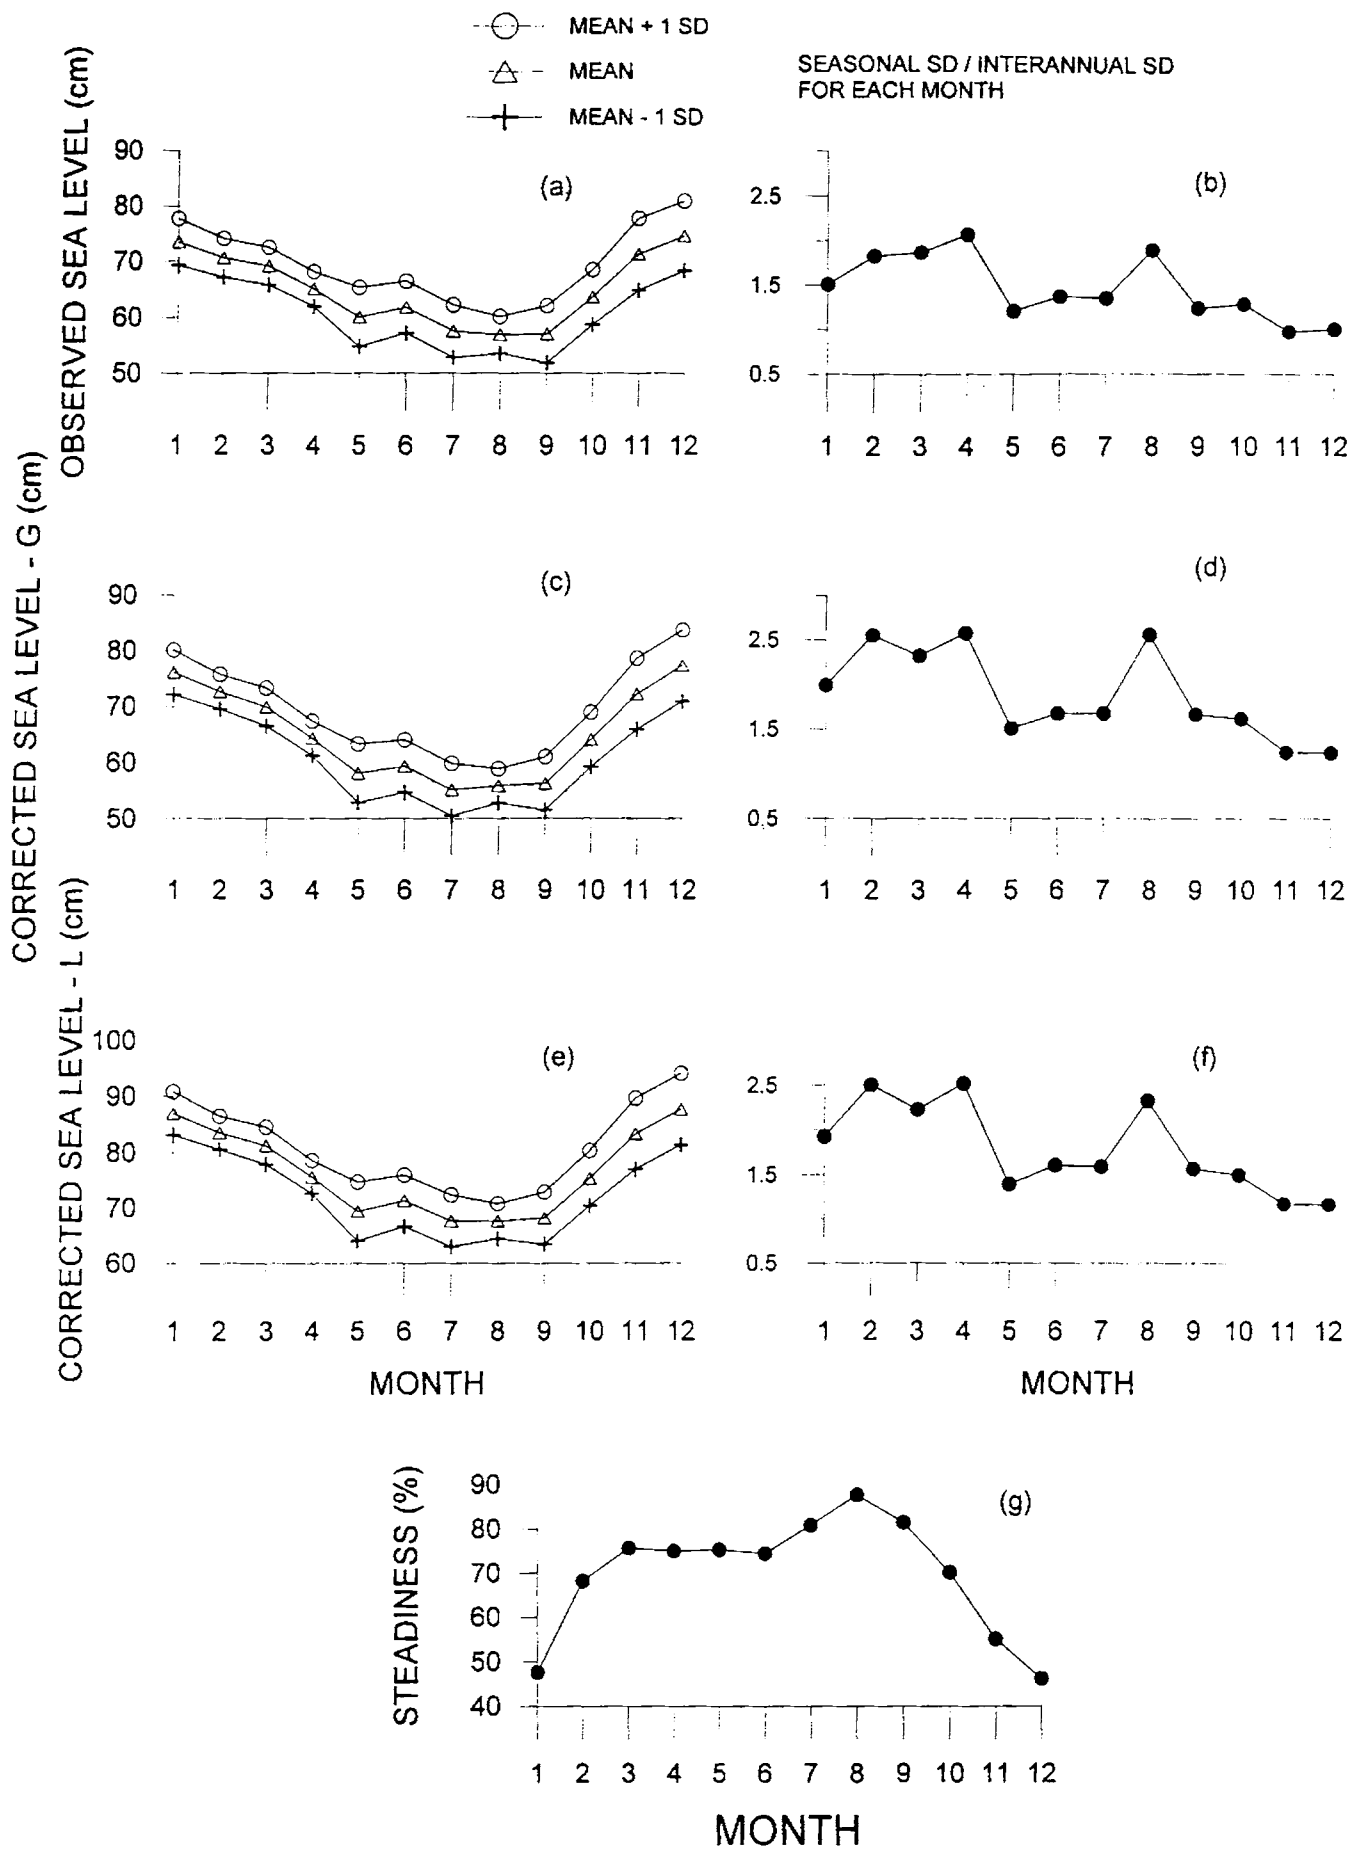 MEAN + 1 SD
MEAN
MEAN - 1 SD
SEASONAL SD / INTERANNUAL SD
FOR EACH MONTH
OBSERVED SEA LEVEL (cm)
90
80
70
60
50
(a)
1 2 3 4 5 6 7 8 9 10 11 12
2.5
1.5
0.5
(b)
1 2 3 4 5 6 7 8 9 10 11 12
CORRECTED SEA LEVEL - G (cm)
90
80
70
60
50
(c)
1 2 3 4 5 6 7 8 9 10 11 12
2.5
1.5
0.5
(d)
1 2 3 4 5 6 7 8 9 10 11 12
CORRECTED SEA LEVEL - L (cm)
100
90
80
70
60
(e)
1 2 3 4 5 6 7 8 9 10 11 12
MONTH
2.5
1.5
0.5
(f)
1 2 3 4 5 6 7 8 9 10 11 12
MONTH
STEADINESS (%)
90
80
70
60
50
40
(g)
1 2 3 4 5 6 7 8 9 10 11 12
MONTH